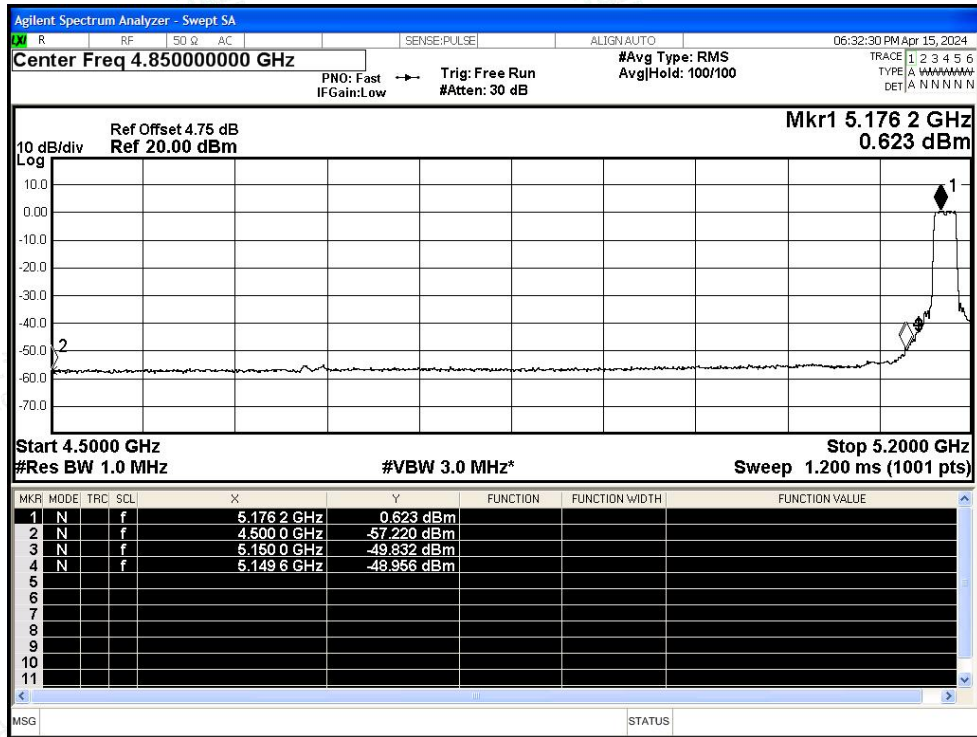 Agilent Spectrum Analyzer - Swept SA
LXI R RF 50 Ω AC SENSE:PULSE ALIGN AUTO 06:32:30 PM Apr 15, 2024
Center Freq 4.850000000 GHz
PNO: Fast
IFGain:Low
Trig: Free Run
#Atten: 30 dB
#Avg Type: RMS
Avg|Hold: 100/100
TRACE 1 2 3 4 5 6
TYPE A WWWWW
DET A N N N N N
Ref Offset 4.75 dB
Ref 20.00 dBm
10 dB/div
Log
Mkr1 5.176 2 GHz
0.623 dBm
10.0
0.00
-10.0
-20.0
-30.0
-40.0
-50.0
-60.0
-70.0
1
2
Start 4.5000 GHz
Stop 5.2000 GHz
#Res BW 1.0 MHz #VBW 3.0 MHz* Sweep 1.200 ms (1001 pts)
MKR MODE TRC SCL X Y FUNCTION FUNCTION WIDTH FUNCTION VALUE
1 N f 5.176 2 GHz 0.623 dBm
2 N f 4.500 0 GHz -57.220 dBm
3 N f 5.150 0 GHz -49.832 dBm
4 N f 5.149 6 GHz -48.956 dBm
5
6
7
8
9
10
11
MSG STATUS